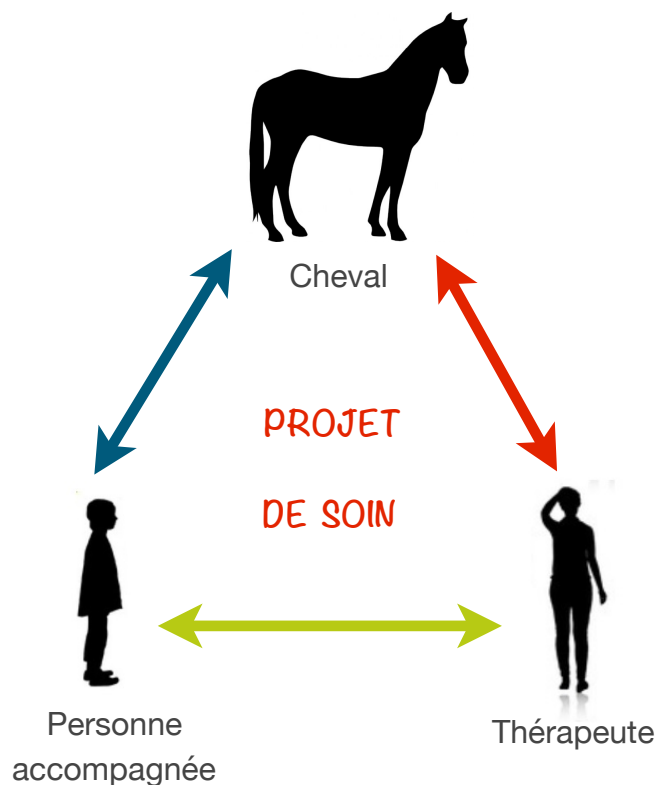 Cheval
PROJET
DE SOIN
Personne
accompagnée
Thérapeute